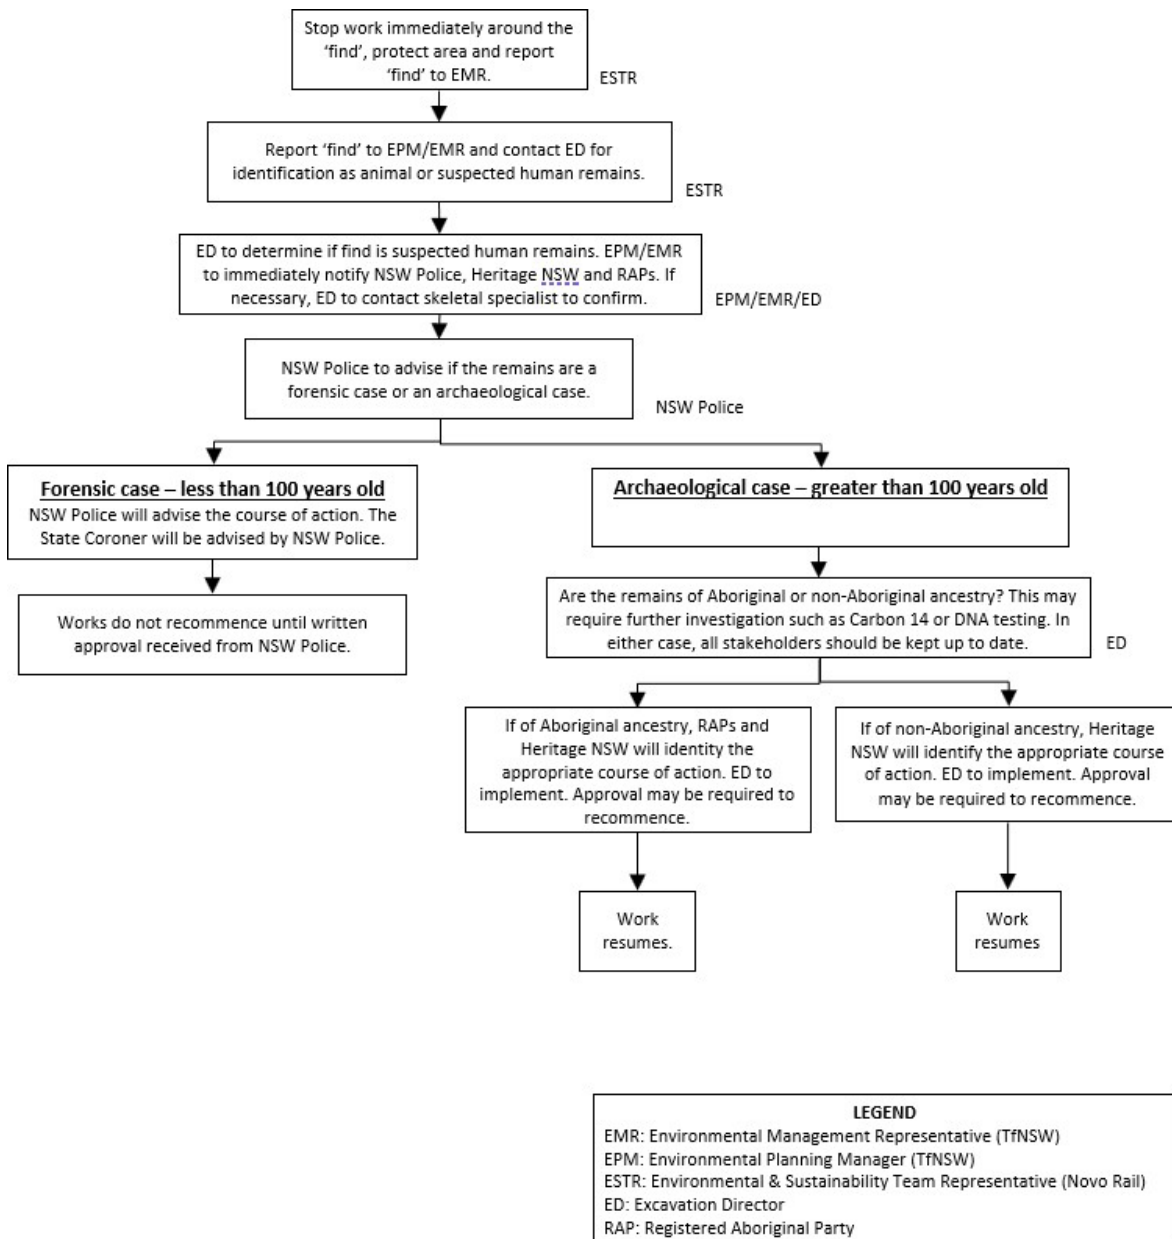 Stop work immediately around the
‘find’, protect area and report
‘find’ to EMR.
ESTR
Report ‘find’ to EPM/EMR and contact ED for
identification as animal or suspected human remains.
ESTR
ED to determine if find is suspected human remains. EPM/EMR
to immediately notify NSW Police, Heritage NSW and RAPs. If
necessary, ED to contact skeletal specialist to confirm.
EPM/EMR/ED
NSW Police to advise if the remains are a
forensic case or an archaeological case.
NSW Police
Forensic case – less than 100 years old
NSW Police will advise the course of action. The
State Coroner will be advised by NSW Police.
Works do not recommence until written
approval received from NSW Police.
Archaeological case – greater than 100 years old
Are the remains of Aboriginal or non-Aboriginal ancestry? This may
require further investigation such as Carbon 14 or DNA testing. In
either case, all stakeholders should be kept up to date.
ED
If of Aboriginal ancestry, RAPs and
Heritage NSW will identity the
appropriate course of action. ED to
implement. Approval may be required to
recommence.
Work
resumes.
If of non-Aboriginal ancestry, Heritage
NSW will identify the appropriate course
of action. ED to implement. Approval
may be required to recommence.
Work
resumes
LEGEND
EMR: Environmental Management Representative (TfNSW)
EPM: Environmental Planning Manager (TfNSW)
ESTR: Environmental & Sustainability Team Representative (Novo Rail)
ED: Excavation Director
RAP: Registered Aboriginal Party